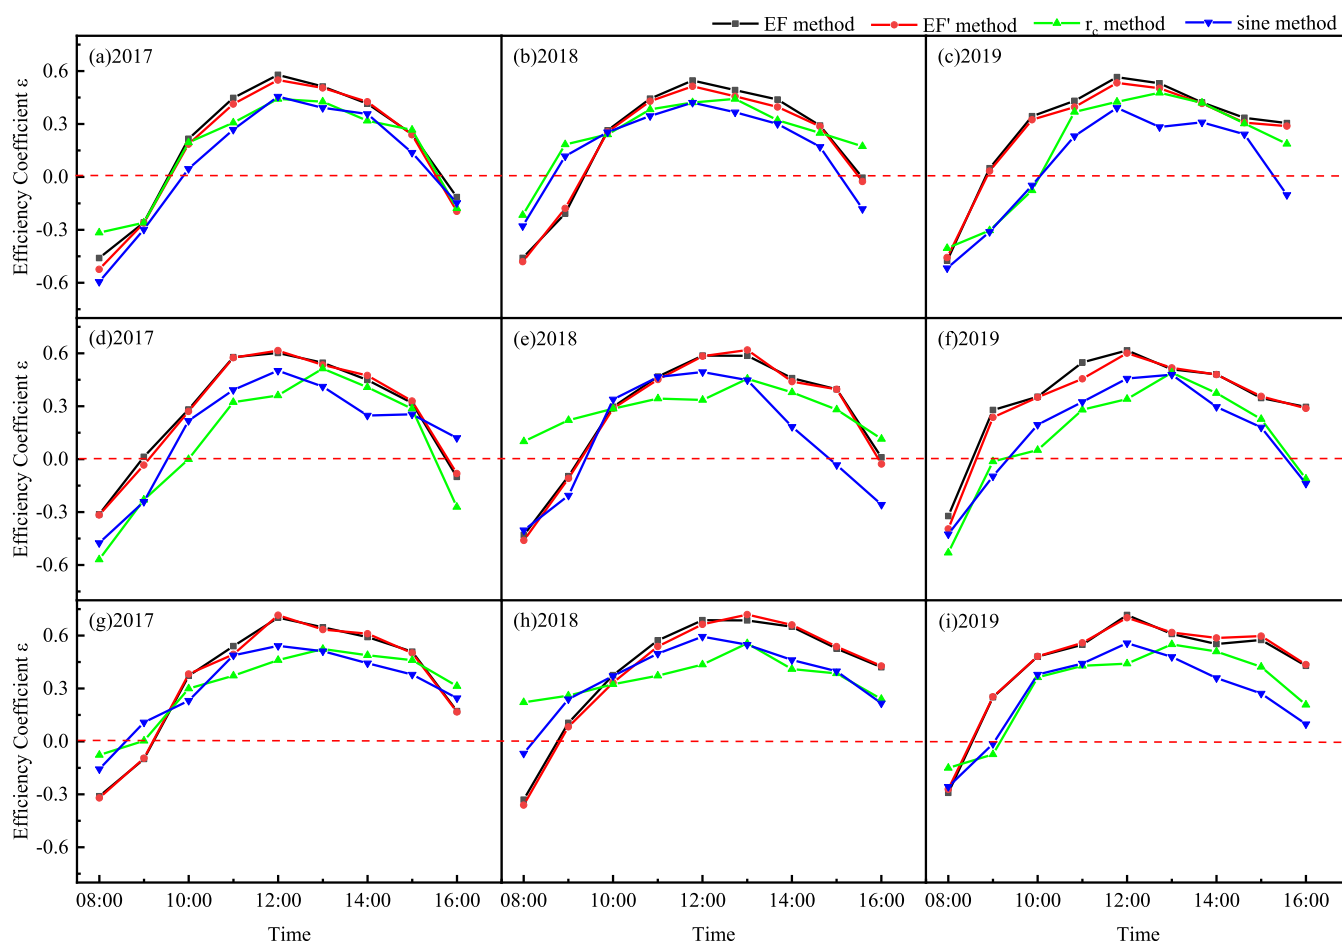 EF method EF' method r_c method sine method
(a)2017 (b)2018 (c)2019
Efficiency Coefficient ε
0.6
0.3
0.0
-0.3
-0.6
(d)2017 (e)2018 (f)2019
Efficiency Coefficient ε
0.6
0.3
0.0
-0.3
-0.6
(g)2017 (h)2018 (i)2019
Efficiency Coefficient ε
0.6
0.3
0.0
-0.3
-0.6
08:00 10:00 12:00 14:00 16:00 08:00 10:00 12:00 14:00 16:00 08:00 10:00 12:00 14:00 16:00
Time Time Time